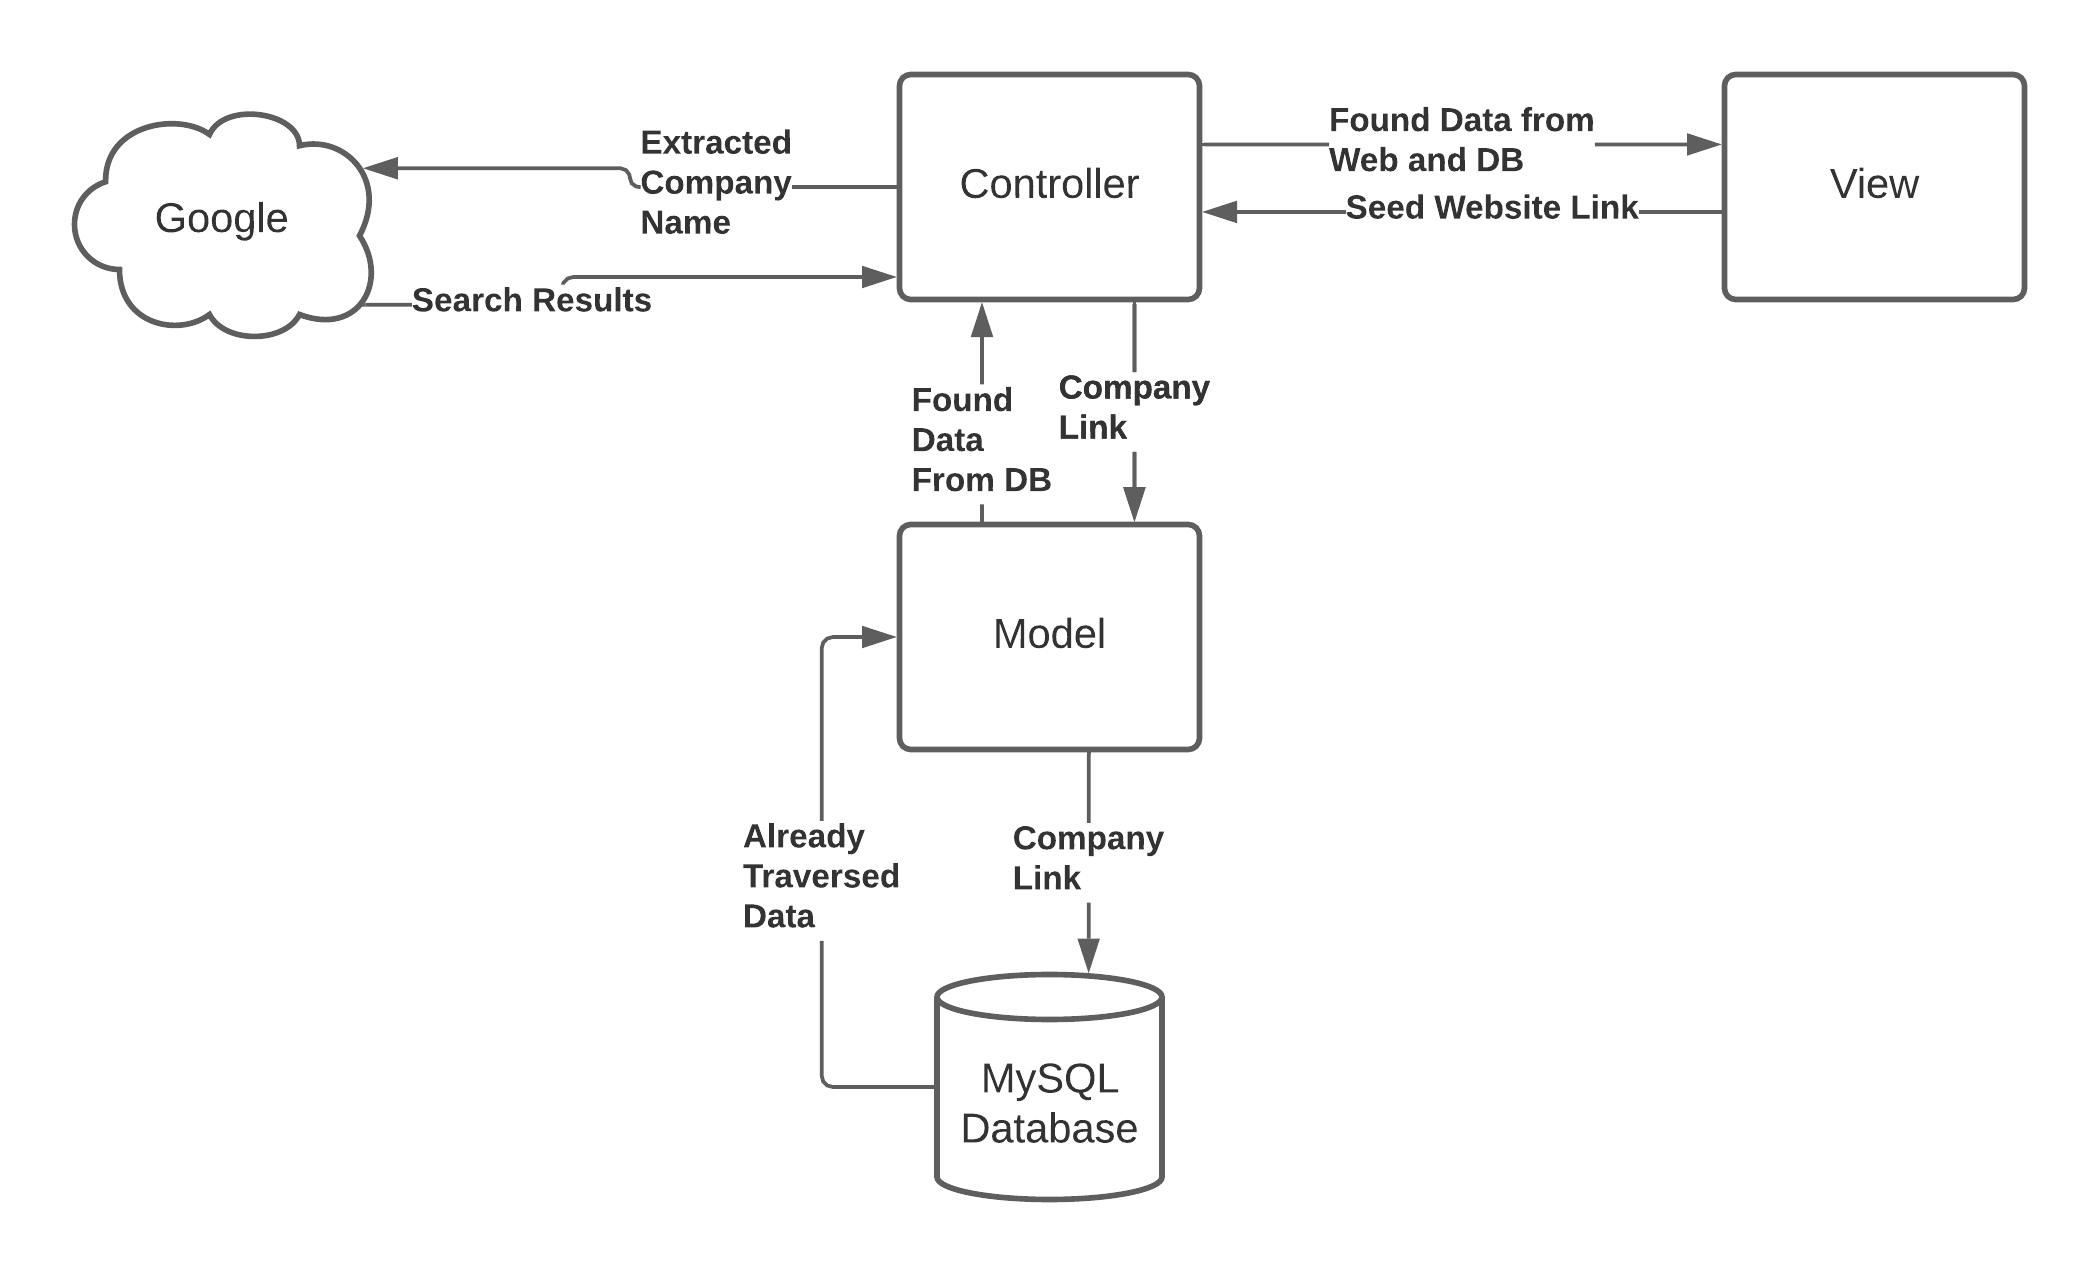 Google
Extracted
Company
Name
Search Results
Controller
Found Data from
Web and DB
Seed Website Link
View
Found
Data
From DB
Company
Link
Model
Already
Traversed
Data
Company
Link
MySQL
Database